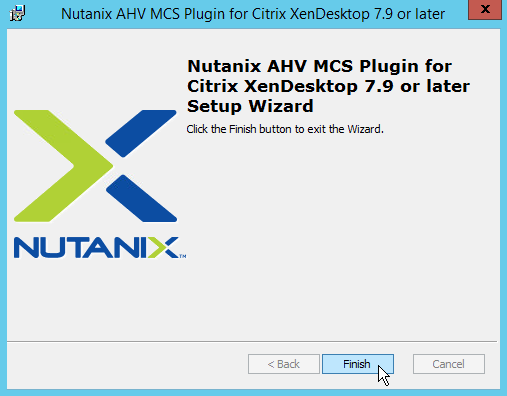 Nutanix AHV MCS Plugin for Citrix XenDesktop 7.9 or later
x
Nutanix AHV MCS Plugin for
Citrix XenDesktop 7.9 or later
Setup Wizard
Click the Finish button to exit the Wizard.
NUTANIX™
< Back
Finish
Cancel